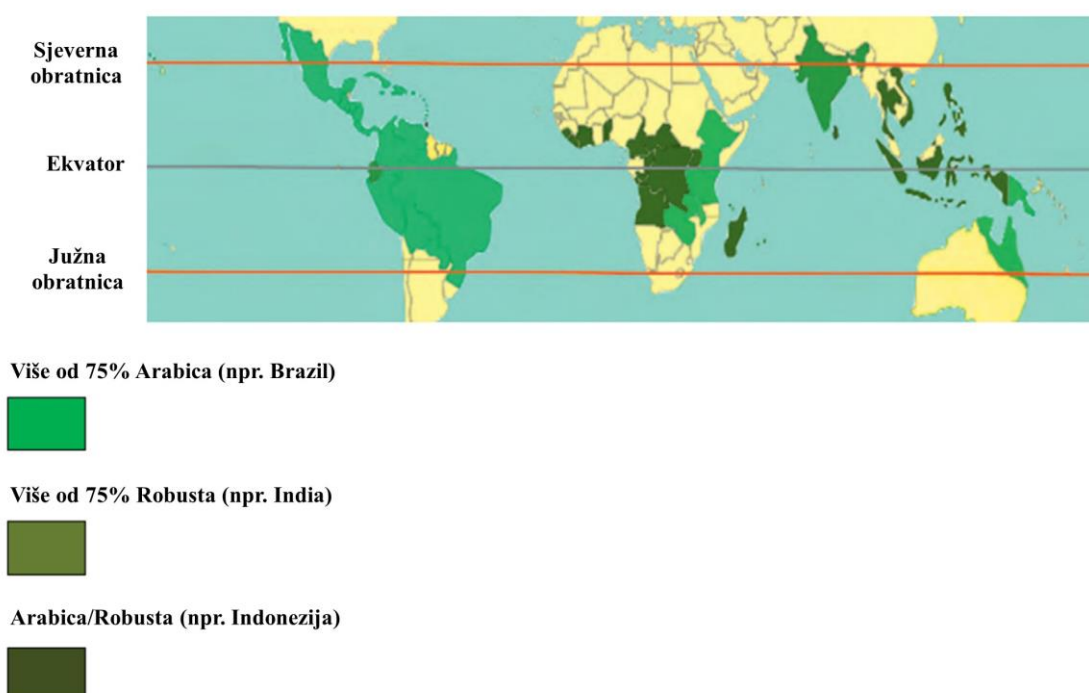 Sjeverna
obratnica
Ekvator
Južna
obratnica
Više od 75% Arabica (npr. Brazil)
Više od 75% Robusta (npr. India)
Arabica/Robusta (npr. Indonezija)